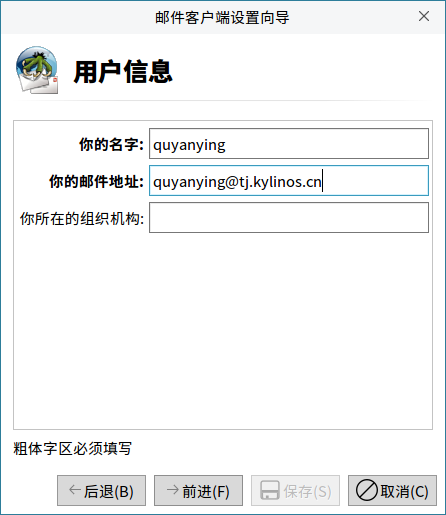 邮件客户端设置向导
用户信息
你的名字: quyanying
你的邮件地址: quyanying@tj.kylinos.cn
你所在的组织机构:
粗体字区必须填写
后退(B) 前进(F) 保存(S) 取消(C)